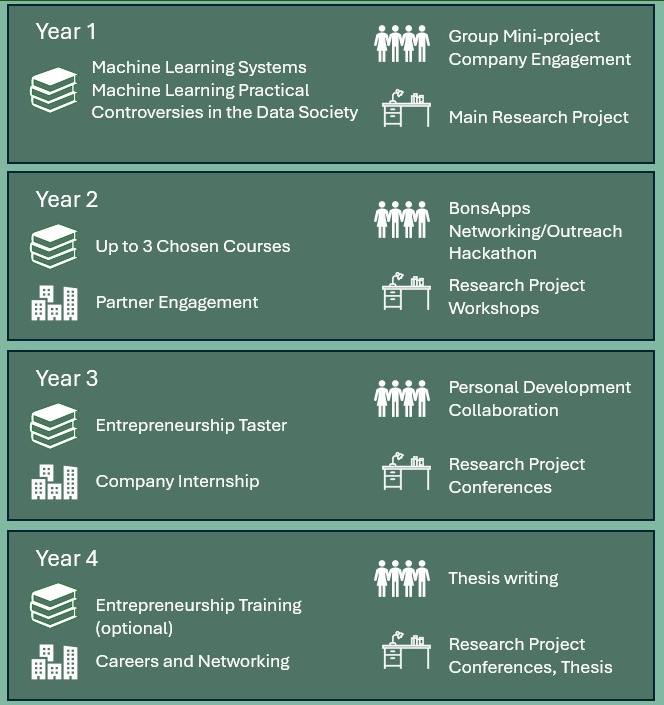 Year 1
Machine Learning Systems
Machine Learning Practical
Controversies in the Data Society
Group Mini-project
Company Engagement
Main Research Project
Year 2
Up to 3 Chosen Courses
Partner Engagement
BonsApps
Networking/Outreach
Hackathon
Research Project
Workshops
Year 3
Entrepreneurship Taster
Company Internship
Personal Development
Collaboration
Research Project
Conferences
Year 4
Entrepreneurship Training
(optional)
Careers and Networking
Thesis writing
Research Project
Conferences, Thesis